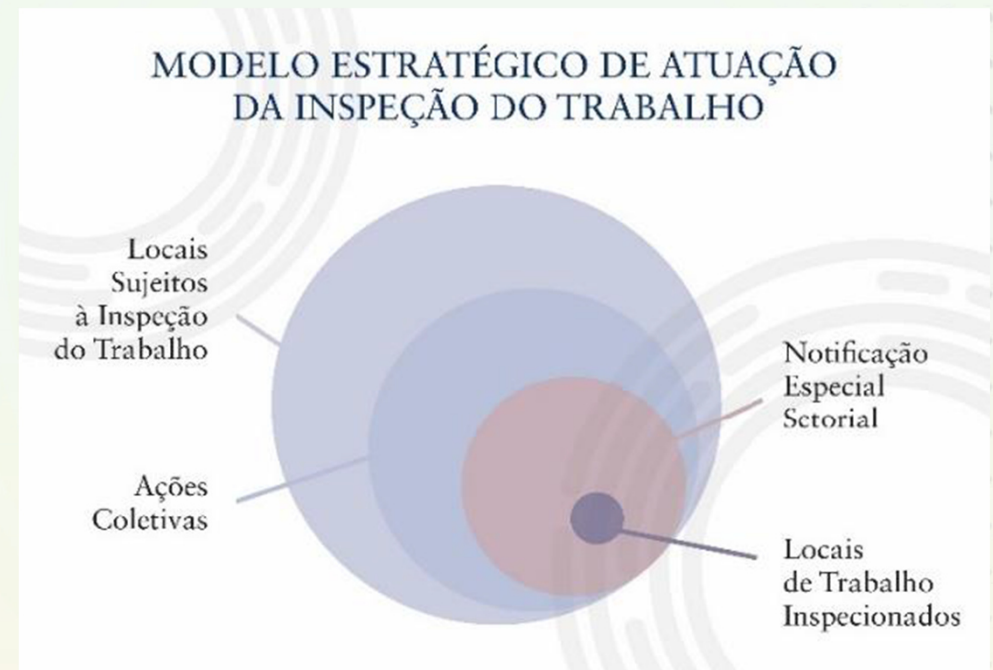 MODELO ESTRATÉGICO DE ATUAÇÃO
DA INSPEÇÃO DO TRABALHO
Locais
Sujeitos
à Inspeção
do Trabalho
Notificação
Especial
Setorial
Ações
Coletivas
Locais
de Trabalho
Inspecionados